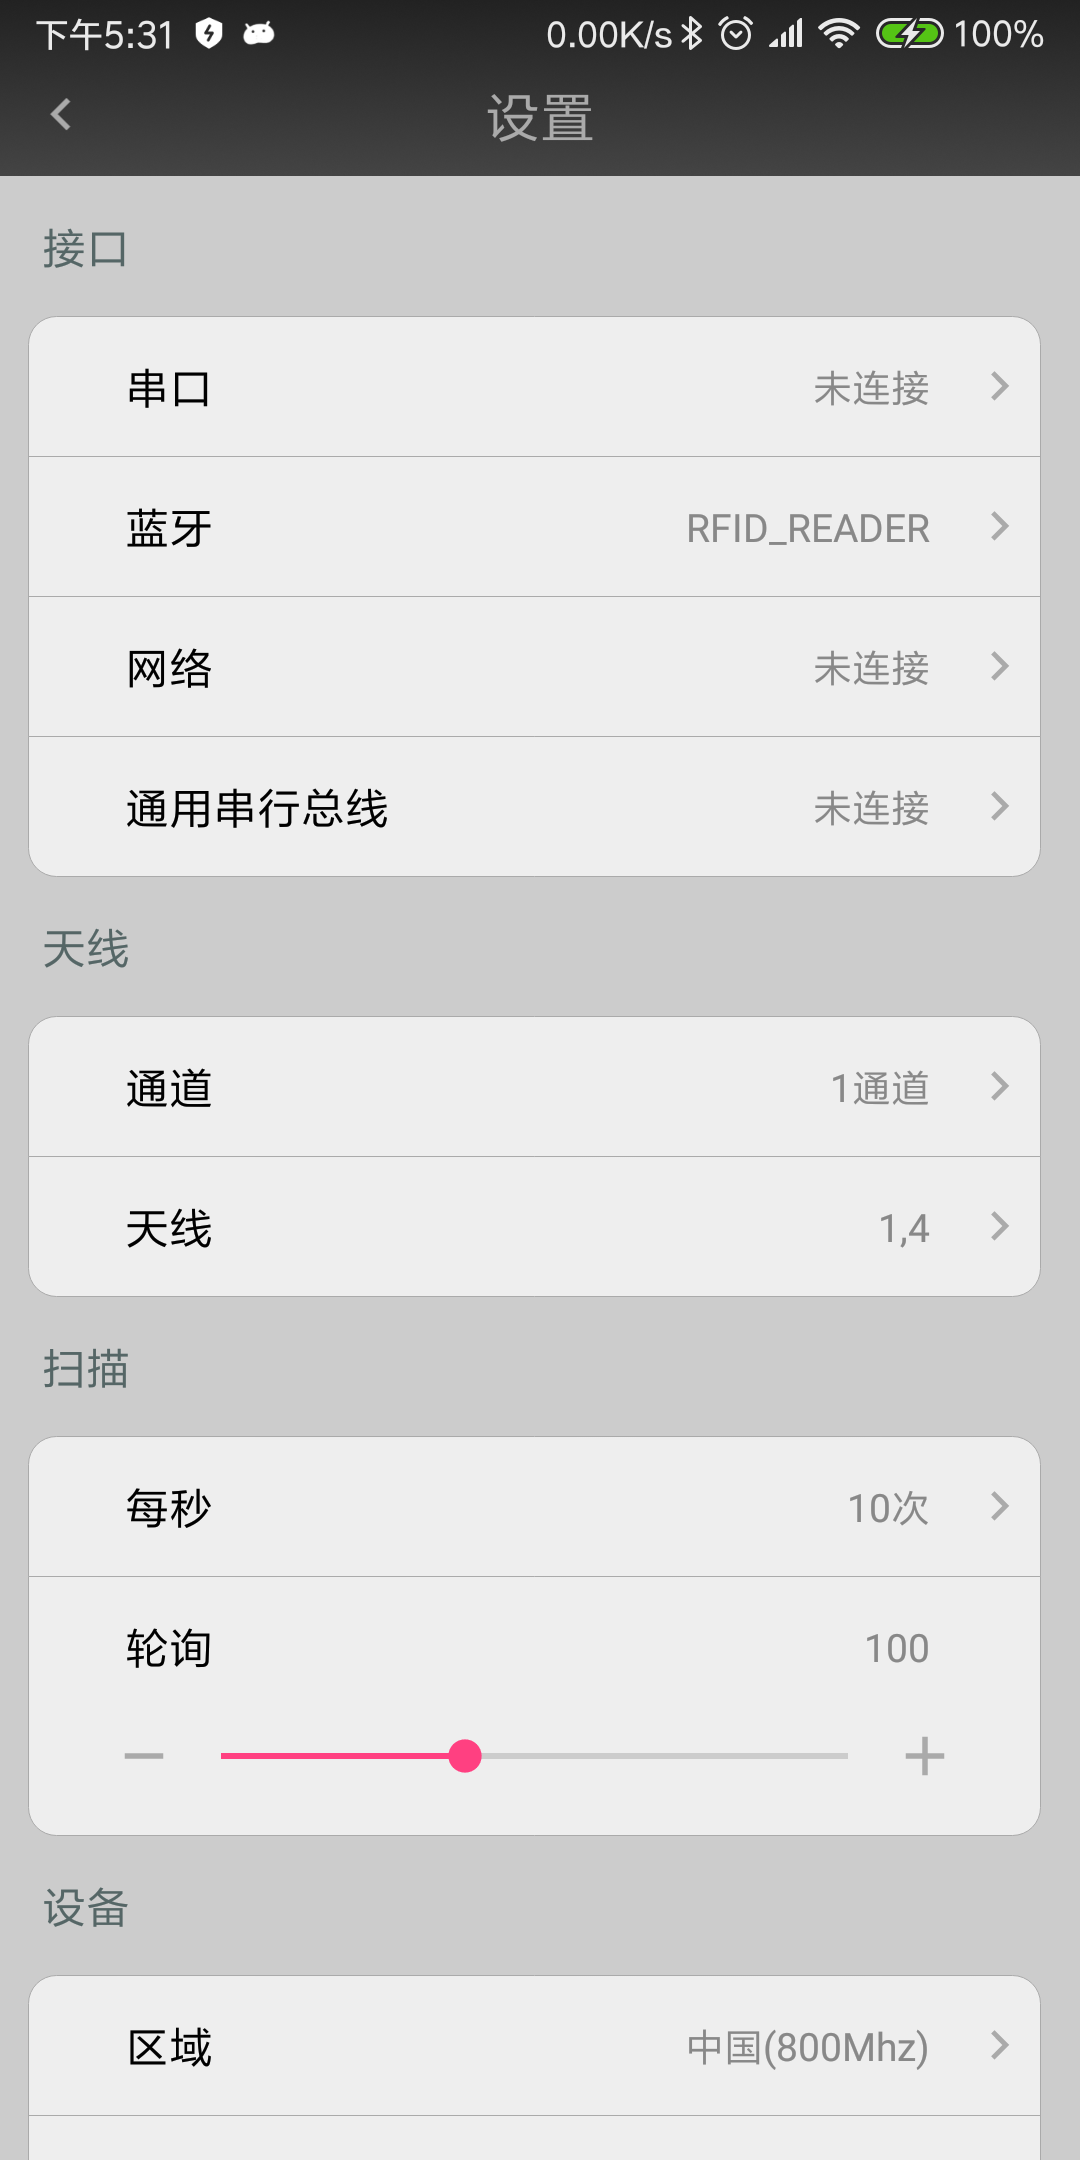 下午5:31 0.00K/s 100%
设置
接口
串口 未连接
蓝牙 RFID_READER
网络 未连接
通用串行总线 未连接
天线
通道 1通道
天线 1,4
扫描
每秒 10次
轮询 100
设备
区域 中国(800Mhz)